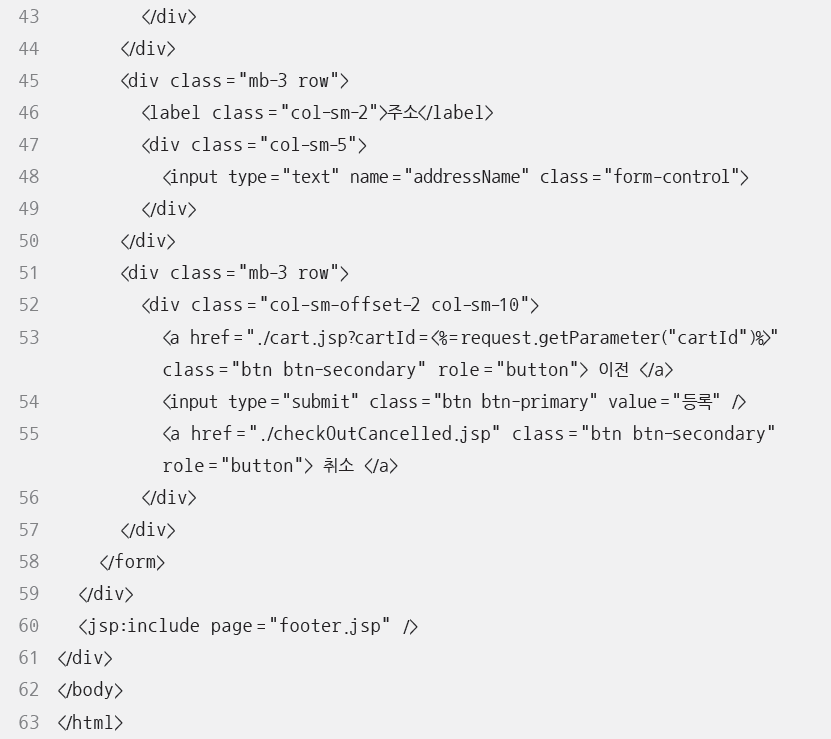 43 </div>
44 </div>
45 <div class="mb-3 row">
46 <label class="col-sm-2">주소</label>
47 <div class="col-sm-5">
48 <input type="text" name="addressName" class="form-control">
49 </div>
50 </div>
51 <div class="mb-3 row">
52 <div class="col-sm-offset-2 col-sm-10">
53 <a href="./cart.jsp?cartId=<%=request.getParameter("cartId")%>"
class="btn btn-secondary" role="button"> 이전 </a>
54 <input type="submit" class="btn btn-primary" value="등록" />
55 <a href="./checkOutCancelled.jsp" class="btn btn-secondary"
role="button"> 취소 </a>
56 </div>
57 </div>
58 </form>
59 </div>
60 <jsp:include page="footer.jsp" />
61 </div>
62 </body>
63 </html>